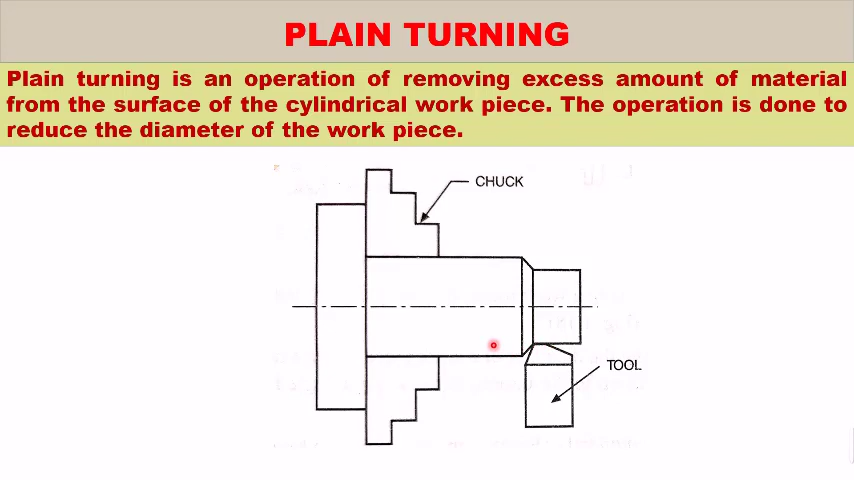 PLAIN TURNING
Plain turning is an operation of removing excess amount of material
from the surface of the cylindrical work piece. The operation is done to
reduce the diameter of the work piece.
CHUCK
TOOL